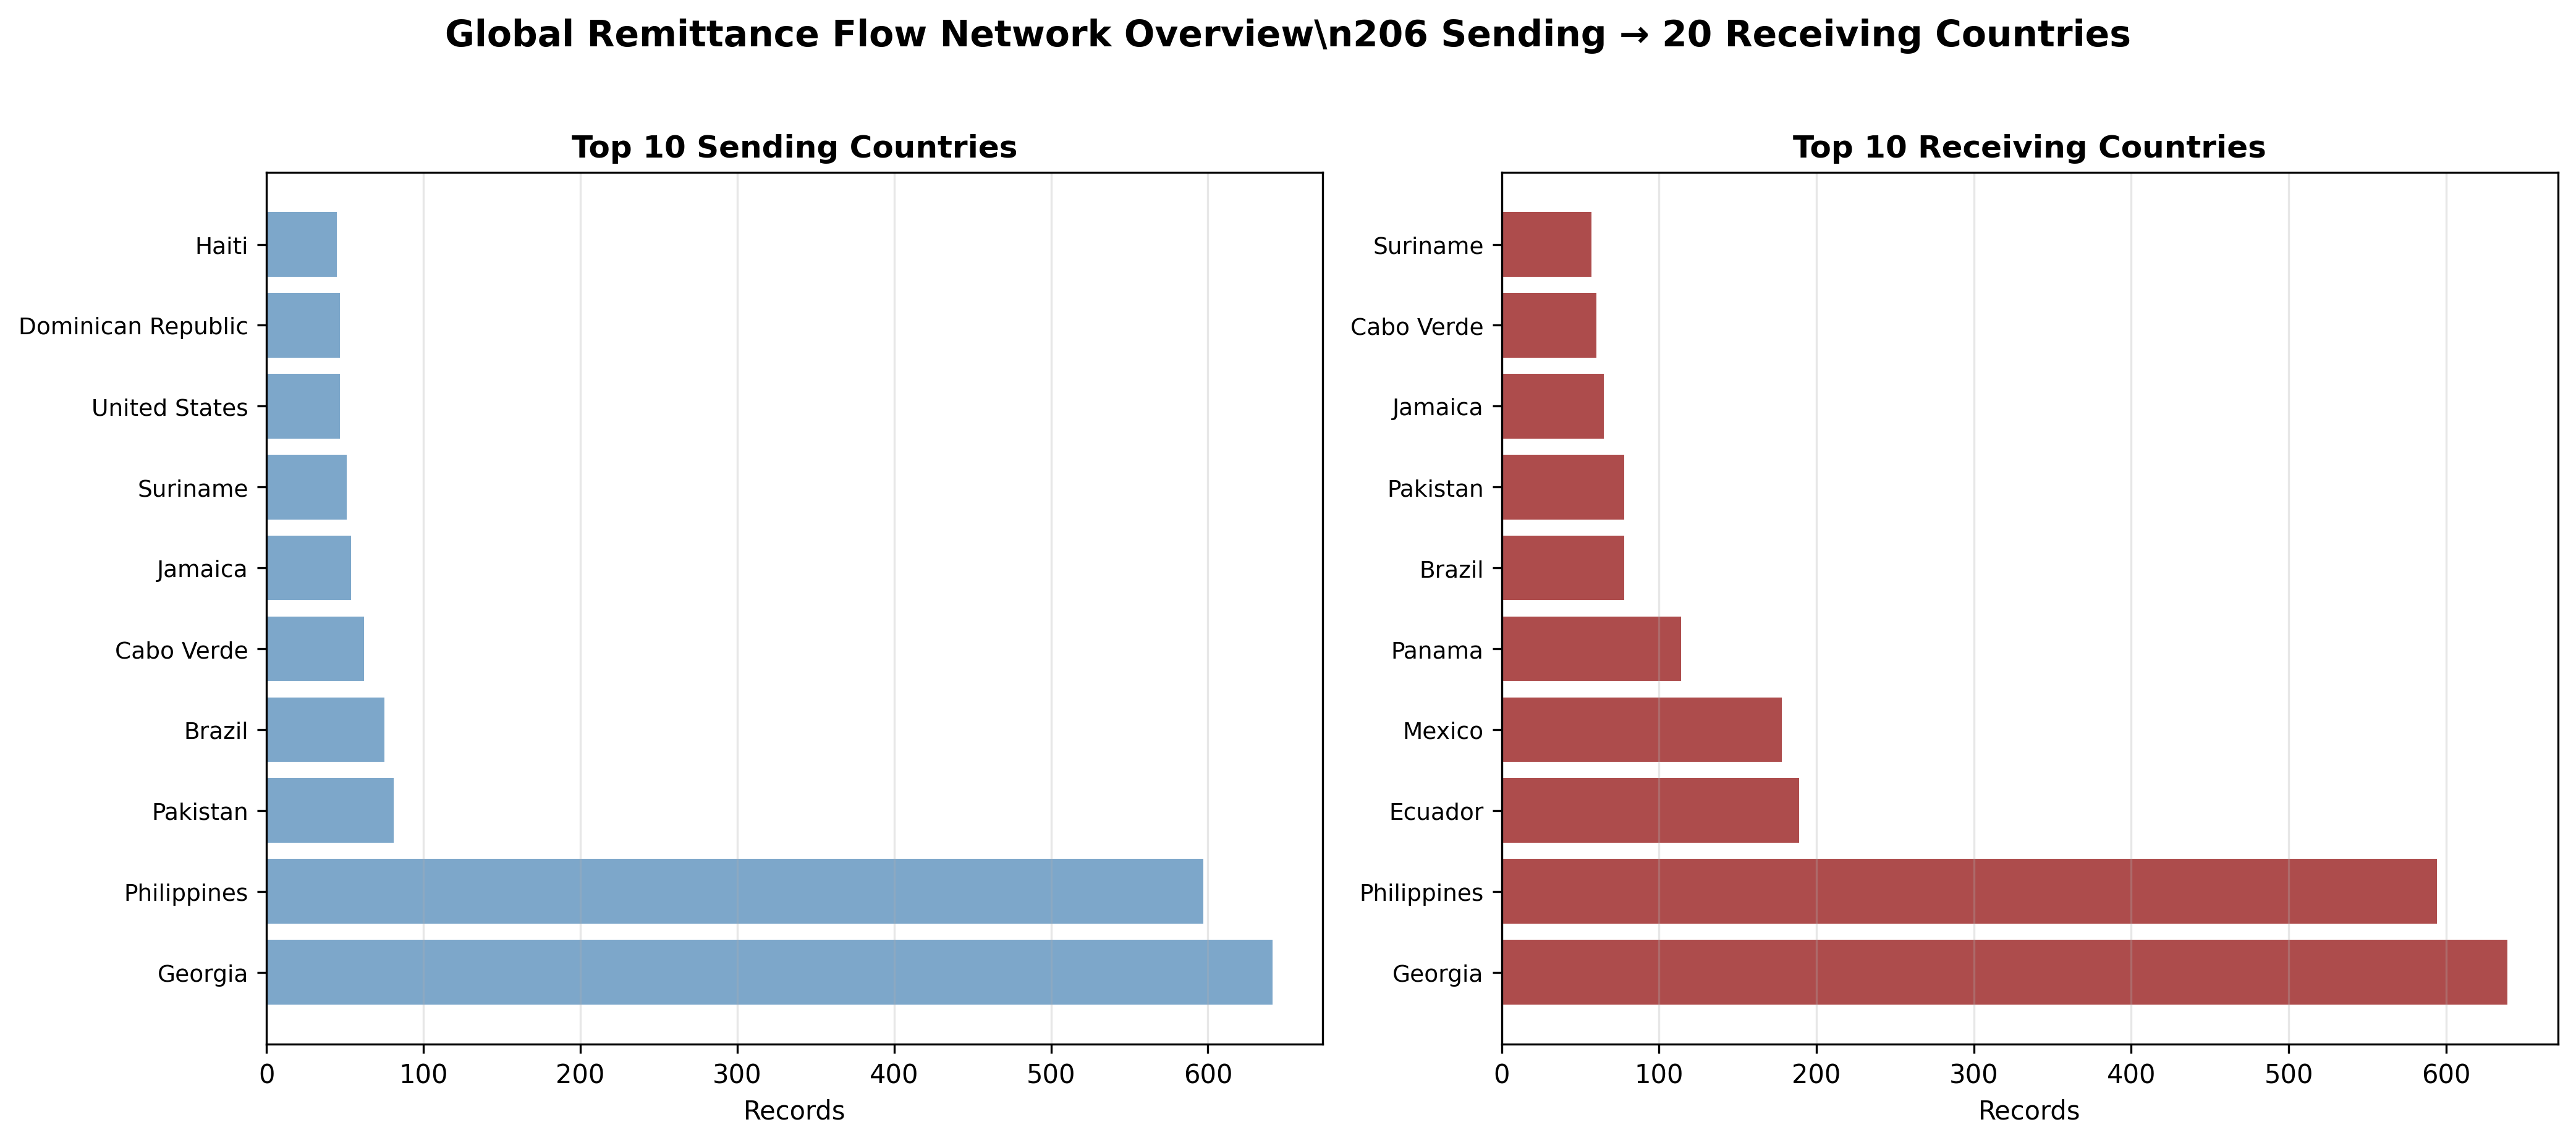 Global Remittance Flow Network Overview\n206 Sending → 20 Receiving Countries
Top 10 Sending Countries
Haiti
Dominican Republic
United States
Suriname
Jamaica
Cabo Verde
Brazil
Pakistan
Philippines
Georgia
0 100 200 300 400 500 600
Records
Top 10 Receiving Countries
Suriname
Cabo Verde
Jamaica
Pakistan
Brazil
Panama
Mexico
Ecuador
Philippines
Georgia
0 100 200 300 400 500 600
Records